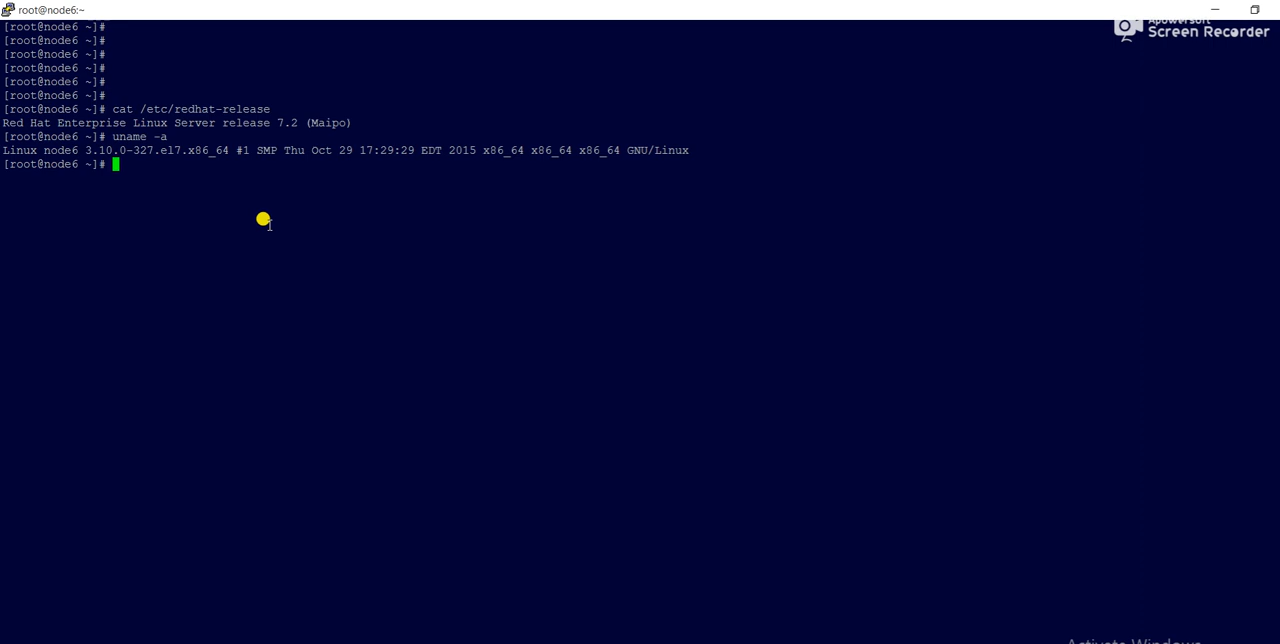 root@node6:~
[root@node6 ~]#
Apowersoft
Screen Recorder
[root@node6 ~]#
[root@node6 ~]#
[root@node6 ~]#
[root@node6 ~]#
[root@node6 ~]#
[root@node6 ~]# cat /etc/redhat-release
Red Hat Enterprise Linux Server release 7.2 (Maipo)
[root@node6 ~]# uname -a
Linux node6 3.10.0-327.el7.x86_64 #1 SMP Thu Oct 29 17:29:29 EDT 2015 x86_64 x86_64 x86_64 GNU/Linux
[root@node6 ~]#
Activate Windows